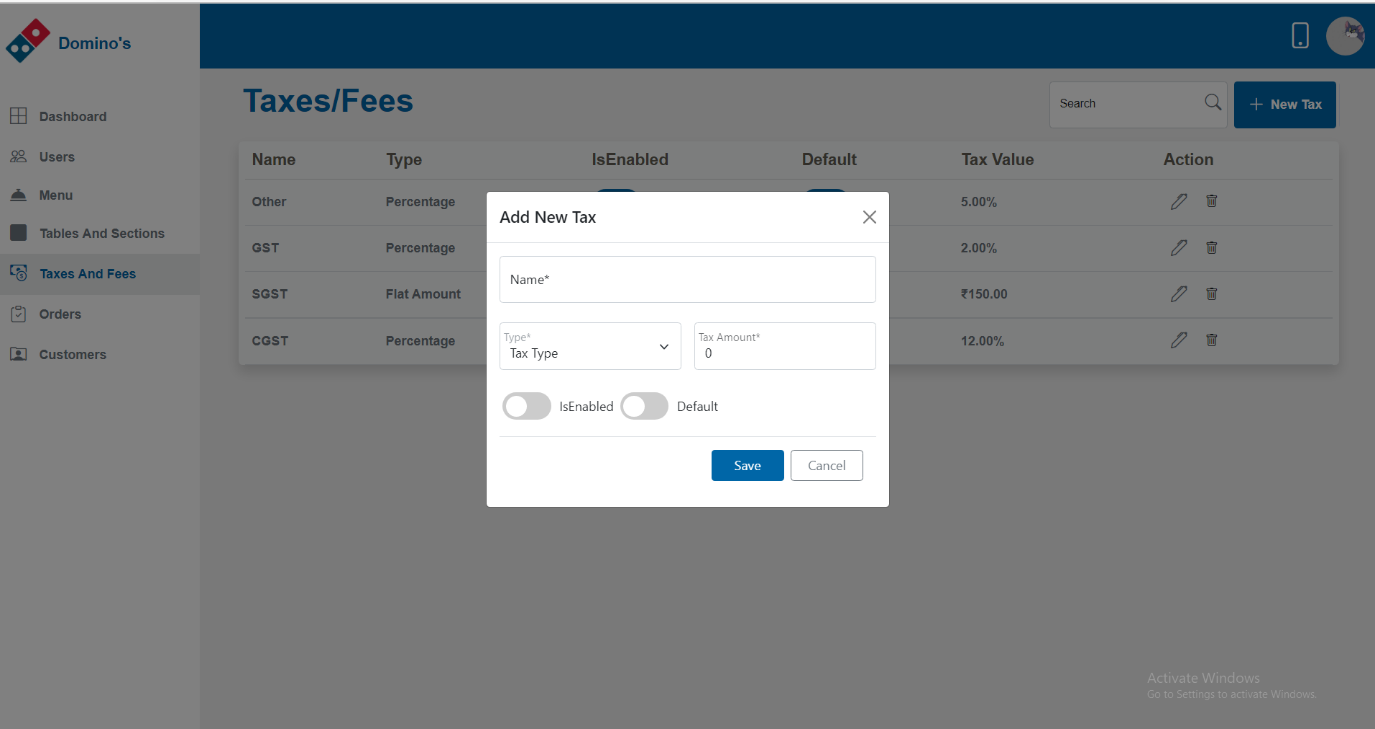 Domino's
Dashboard
Users
Menu
Tables And Sections
Taxes And Fees
Orders
Customers
Taxes/Fees
Search
New Tax
Name Type IsEnabled Default Tax Value Action
Other Percentage 5.00%
GST Percentage 2.00%
SGST Flat Amount ₹150.00
CGST Percentage 12.00%
Add New Tax
Name*
Type* Tax Amount*
Tax Type 0
IsEnabled Default
Save Cancel
Activate Windows
Go to Settings to activate Windows.